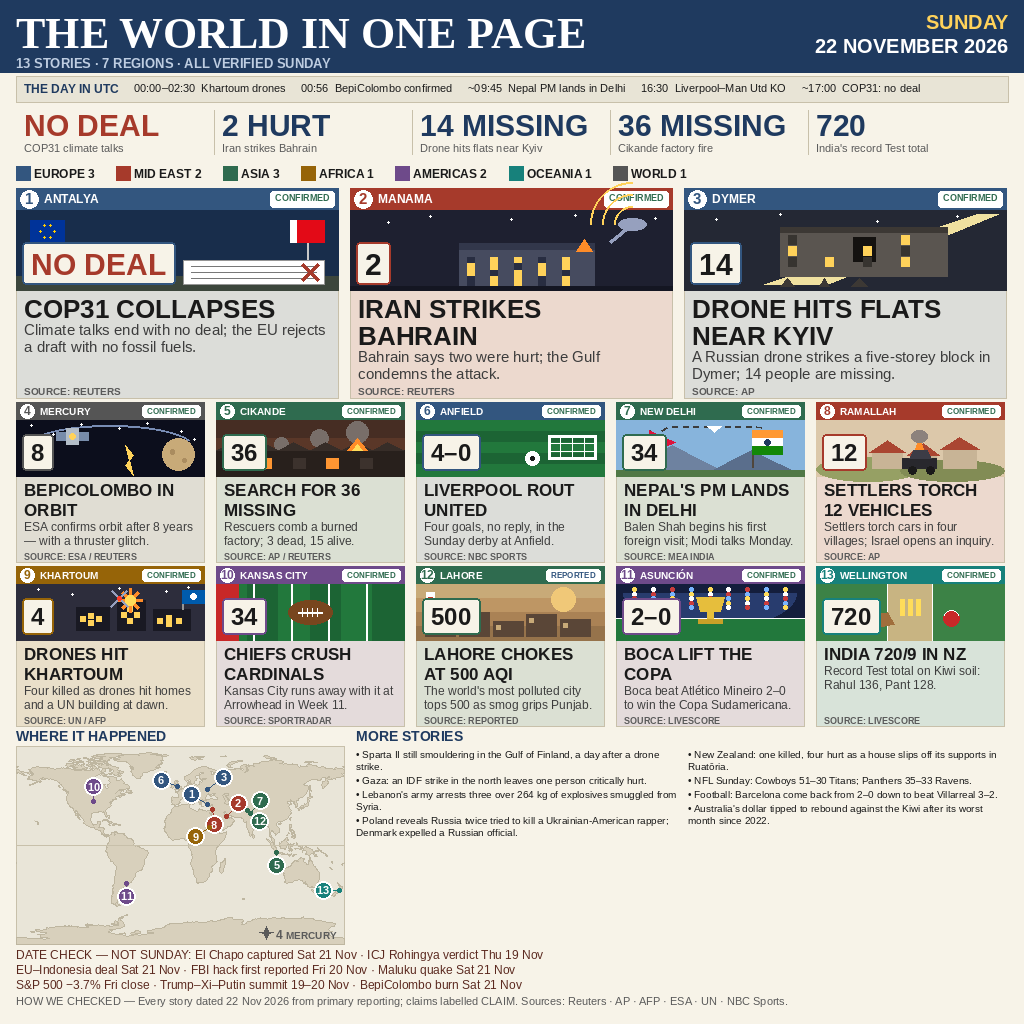 THE WORLD IN ONE PAGE
13 STORIES · 7 REGIONS · ALL VERIFIED SUNDAY
SUNDAY
22 NOVEMBER 2026
THE DAY IN UTC 00:00–02:30 Khartoum drones 00:56 BepiColombo confirmed ~09:45 Nepal PM lands in Delhi 16:30 Liverpool–Man Utd KO ~17:00 COP31: no deal
NO DEAL
COP31 climate talks
2 HURT
Iran strikes Bahrain
14 MISSING
Drone hits flats near Kyiv
36 MISSING
Cikande factory fire
720
India's record Test total
EUROPE 3 MID EAST 2 ASIA 3 AFRICA 1 AMERICAS 2 OCEANIA 1 WORLD 1
1 ANTALYA CONFIRMED
NO DEAL
COP31 COLLAPSES
Climate talks end with no deal; the EU rejects
a draft with no fossil fuels.
SOURCE: REUTERS
2 MANAMA CONFIRMED
2
IRAN STRIKES
BAHRAIN
Bahrain says two were hurt; the Gulf
condemns the attack.
SOURCE: REUTERS
3 DYMER CONFIRMED
14
DRONE HITS FLATS
NEAR KYIV
A Russian drone strikes a five-storey block in
Dymer; 14 people are missing.
SOURCE: AP
4 MERCURY CONFIRMED
8
BEPICOLOMBO IN
ORBIT
ESA confirms orbit after 8 years
— with a thruster glitch.
SOURCE: ESA / REUTERS
5 CIKANDE CONFIRMED
36
SEARCH FOR 36
MISSING
Rescuers comb a burned
factory; 3 dead, 15 alive.
SOURCE: AP / REUTERS
6 ANFIELD CONFIRMED
4–0
LIVERPOOL ROUT
UNITED
Four goals, no reply, in the
Sunday derby at Anfield.
SOURCE: NBC SPORTS
7 NEW DELHI CONFIRMED
34
NEPAL'S PM LANDS
IN DELHI
Balen Shah begins his first
foreign visit; Modi talks Monday.
SOURCE: MEA INDIA
8 RAMALLAH CONFIRMED
12
SETTLERS TORCH
12 VEHICLES
Settlers torch cars in four
villages; Israel opens an inquiry.
SOURCE: AP
9 KHARTOUM CONFIRMED
4
DRONES HIT
KHARTOUM
Four killed as drones hit homes
and a UN building at dawn.
SOURCE: UN / AFP
10 KANSAS CITY CONFIRMED
34
CHIEFS CRUSH
CARDINALS
Kansas City runs away with it at
Arrowhead in Week 11.
SOURCE: SPORTRADAR
12 LAHORE REPORTED
500
LAHORE CHOKES
AT 500 AQI
The world's most polluted city
tops 500 as smog grips Punjab.
SOURCE: REPORTED
11 ASUNCIÓN CONFIRMED
2–0
BOCA LIFT THE
COPA
Boca beat Atlético Mineiro 2–0
to win the Copa Sudamericana.
SOURCE: LIVESCORE
13 WELLINGTON CONFIRMED
720
INDIA 720/9 IN NZ
Record Test total on Kiwi soil:
Rahul 136, Pant 128.
SOURCE: LIVESCORE
WHERE IT HAPPENED
10
6
3
1
2
7
12
8
9
5
13
11
4 MERCURY
MORE STORIES
• Sparta II still smouldering in the Gulf of Finland, a day after a drone
strike.
• Gaza: an IDF strike in the north leaves one person critically hurt.
• Lebanon's army arrests three over 264 kg of explosives smuggled from
Syria.
• Poland reveals Russia twice tried to kill a Ukrainian-American rapper;
Denmark expelled a Russian official.
• New Zealand: one killed, four hurt as a house slips off its supports in
Ruatōria.
• NFL Sunday: Cowboys 51–30 Titans; Panthers 35–33 Ravens.
• Football: Barcelona come back from 2–0 down to beat Villarreal 3–2.
• Australia's dollar tipped to rebound against the Kiwi after its worst
month since 2022.
DATE CHECK — NOT SUNDAY: El Chapo captured Sat 21 Nov · ICJ Rohingya verdict Thu 19 Nov
EU–Indonesia deal Sat 21 Nov · FBI hack first reported Fri 20 Nov · Maluku quake Sat 21 Nov
S&P 500 −3.7% Fri close · Trump–Xi–Putin summit 19–20 Nov · BepiColombo burn Sat 21 Nov
HOW WE CHECKED — Every story dated 22 Nov 2026 from primary reporting; claims labelled CLAIM. Sources: Reuters · AP · AFP · ESA · UN · NBC Sports.